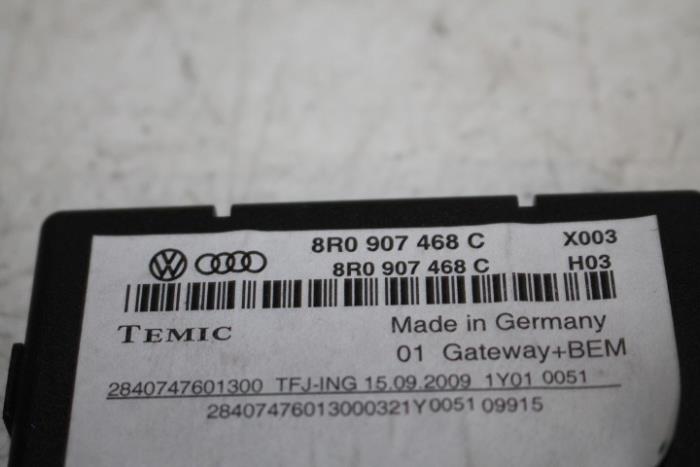 8R0 907 468 C X003
8R0 907 468 C H03
TEMIC Made in Germany
01 Gateway+BEM
2840747601300 TFJ-ING 15.09.2009 1Y01 0051
28407476013000321Y0051 09915